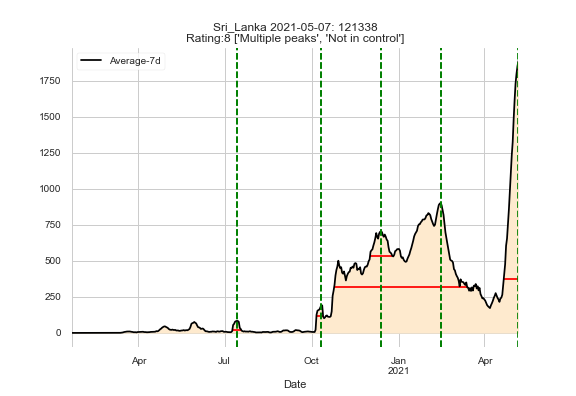 Sri_Lanka 2021-05-07: 121338
Rating:8 ['Multiple peaks', 'Not in control']
Average-7d
1750
1500
1250
1000
750
500
250
0
Apr
Jul
Oct
Jan
2021
Apr
Date